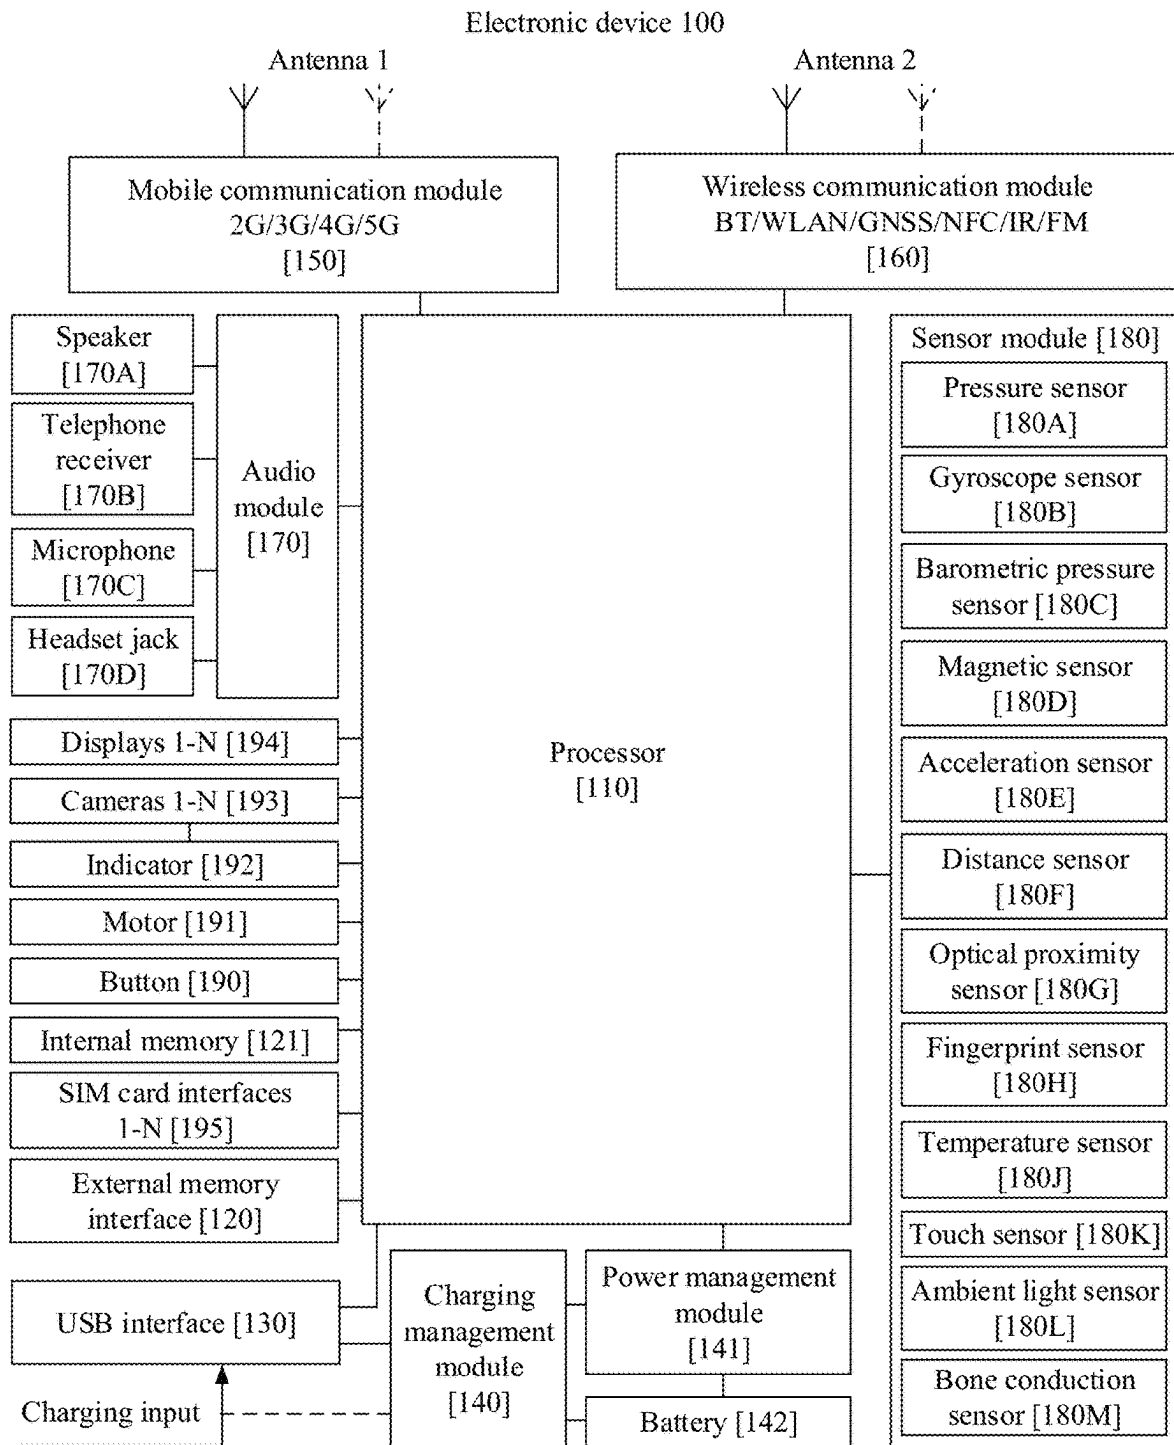 Electronic device 100
Antenna 1
Antenna 2
Mobile communication module
2G/3G/4G/5G
[150]
Wireless communication module
BT/WLAN/GNSS/NFC/IR/FM
[160]
Speaker
[170A]
Telephone
receiver
[170B]
Microphone
[170C]
Headset jack
[170D]
Audio
module
[170]
Displays 1-N [194]
Cameras 1-N [193]
Indicator [192]
Motor [191]
Button [190]
Internal memory [121]
SIM card interfaces
1-N [195]
External memory
interface [120]
USB interface [130]
Charging input
Processor
[110]
Charging
management
module
[140]
Power management
module
[141]
Battery [142]
Sensor module [180]
Pressure sensor
[180A]
Gyroscope sensor
[180B]
Barometric pressure
sensor [180C]
Magnetic sensor
[180D]
Acceleration sensor
[180E]
Distance sensor
[180F]
Optical proximity
sensor [180G]
Fingerprint sensor
[180H]
Temperature sensor
[180J]
Touch sensor [180K]
Ambient light sensor
[180L]
Bone conduction
sensor [180M]